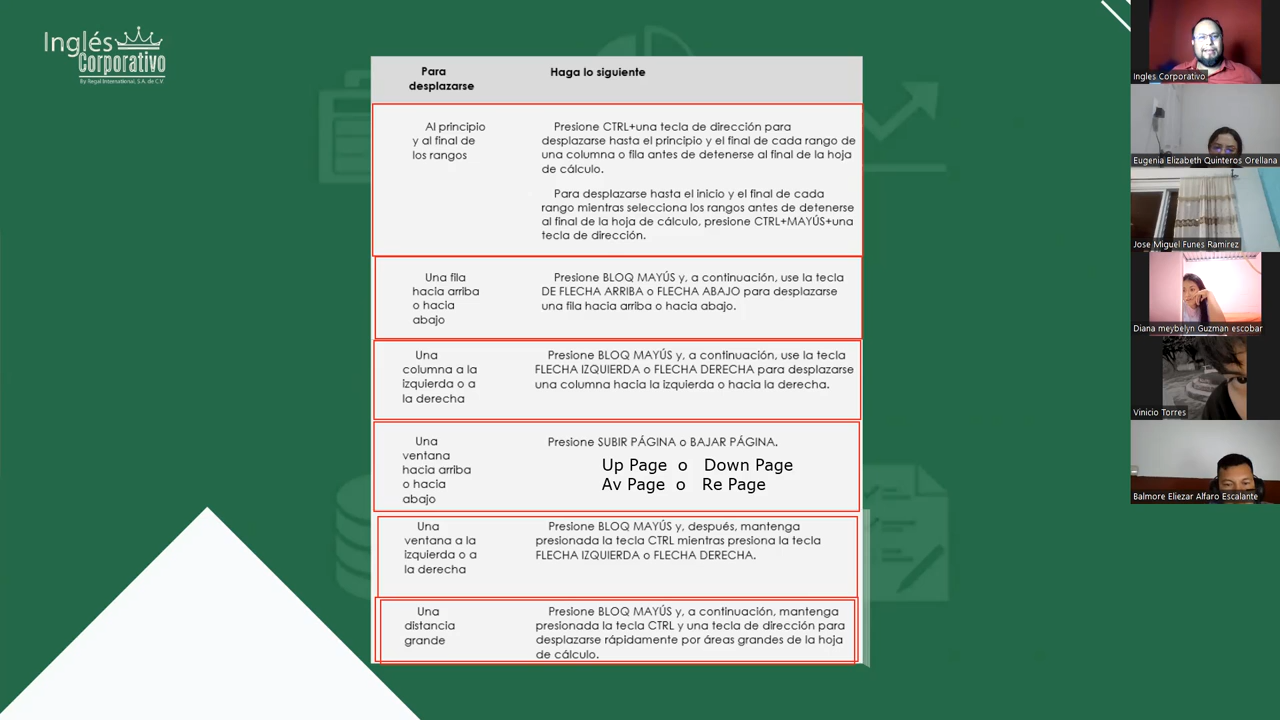 Inglés
Corporativo
By Regal International, S.A. de C.V
Para
desplazarse
Haga lo siguiente
Al principio
y al final de
los rangos
Presione CTRL+una tecla de dirección para
desplazarse hasta el principio y el final de cada rango de
una columna o fila antes de detenerse al final de la hoja
de cálculo.
Para desplazarse hasta el inicio y el final de cada
rango mientras selecciona los rangos antes de detenerse
al final de la hoja de cálculo, presione CTRL+MAYÚS+una
tecla de dirección.
Una fila
hacia arriba
o hacia
abajo
Presione BLOQ MAYÚS y, a continuación, use la tecla
DE FLECHA ARRIBA o FLECHA ABAJO para desplazarse
una fila hacia arriba o hacia abajo.
Una
columna a la
izquierda o a
la derecha
Presione BLOQ MAYÚS y, a continuación, use la tecla
FLECHA IZQUIERDA o FLECHA DERECHA para desplazarse
una columna hacia la izquierda o hacia la derecha.
Una
ventana
hacia arriba
o hacia
abajo
Presione SUBIR PÁGINA o BAJAR PÁGINA.
Up Page o Down Page
Av Page o Re Page
Una
ventana a la
izquierda o a
la derecha
Presione BLOQ MAYÚS y, después, mantenga
presionada la tecla CTRL mientras presiona la tecla
FLECHA IZQUIERDA o FLECHA DERECHA.
Una
distancia
grande
Presione BLOQ MAYÚS y, a continuación, mantenga
presionada la tecla CTRL y una tecla de dirección para
desplazarse rápidamente por áreas grandes de la hoja
de cálculo.
Ingles Corporativo
Eugenia Elizabeth Quinteros Orellana
Jose Miguel Funes Ramirez
Diana meybelyn Guzman escobar
Vinicio Torres
Balmore Eliezar Alfaro Escalante